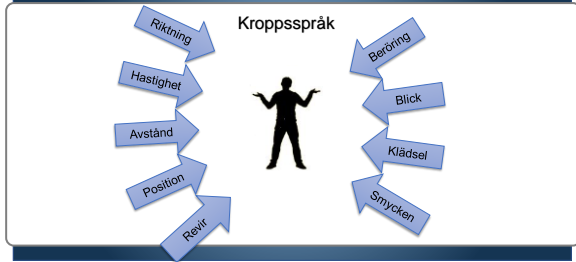 Kroppsspråk
Riktning
Hastighet
Avstånd
Position
Revir
Beröring
Blick
Klädsel
Smycken